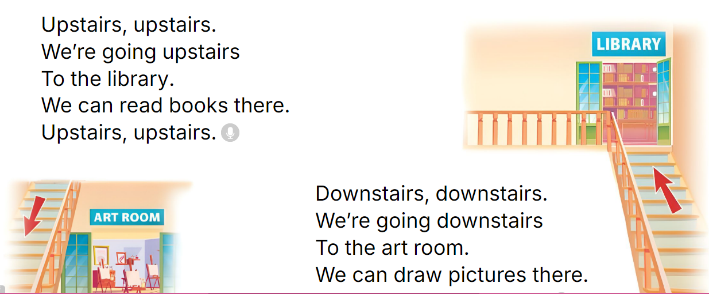 Upstairs, upstairs.
We’re going upstairs
To the library.
We can read books there.
Upstairs, upstairs.
LIBRARY
ART ROOM
Downstairs, downstairs.
We’re going downstairs
To the art room.
We can draw pictures there.